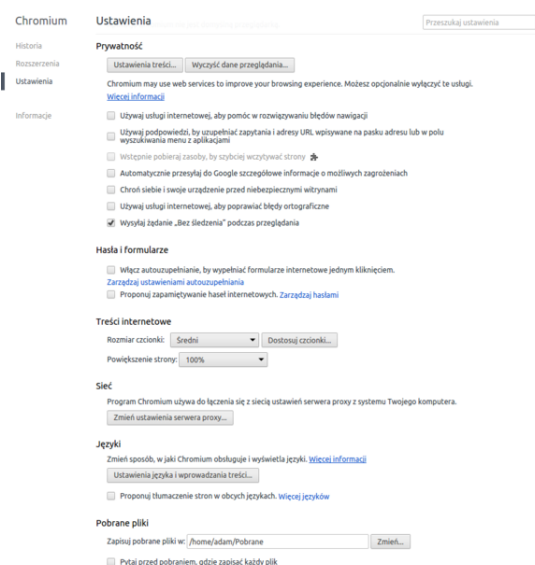 Chromium
Ustawienia
Przeszukaj ustawienia
Historia
Rozszerzenia
Ustawienia
Informacje
Prywatność
Ustawienia treści... Wyczyść dane przeglądania...
Chromium may use web services to improve your browsing experience. Możesz opcjonalnie wyłączyć te usługi.
Więcej informacji
Używaj usługi internetowej, aby pomóc w rozwiązywaniu błędów nawigacji
Używaj podpowiedzi, by uzupełniać zapytania i adresy URL wpisywane na pasku adresu lub w polu
wyszukiwania menu z aplikacjami
Wstępnie pobieraj zasoby, by szybciej wczytywać strony
Automatycznie przesyłaj do Google szczegółowe informacje o możliwych zagrożeniach
Chroń siebie i swoje urządzenie przed niebezpiecznymi witrynami
Używaj usługi internetowej, aby poprawiać błędy ortograficzne
Wysyłaj żądanie „Bez śledzenia" podczas przeglądania
Hasła i formularze
Włącz autouzupełnianie, by wypełniać formularze internetowe jednym kliknięciem.
Zarządzaj ustawieniami autouzupełniania
Proponuj zapamiętywanie haseł internetowych. Zarządzaj hasłami
Treści internetowe
Rozmiar czcionki: Średni Dostosuj czcionki...
Powiększenie strony: 100%
Sieć
Program Chromium używa do łączenia się z siecią ustawień serwera proxy z systemu Twojego komputera.
Zmień ustawienia serwera proxy...
Języki
Zmień sposób, w jaki Chromium obsługuje i wyświetla języki. Więcej informacji
Ustawienia języka i wprowadzania treści...
Proponuj tłumaczenie stron w obcych językach. Więcej języków
Pobrane pliki
Zapisuj pobrane pliki w: /home/adam/Pobrane Zmień...
Pytaj przed pobraniem, gdzie zapisać każdy plik